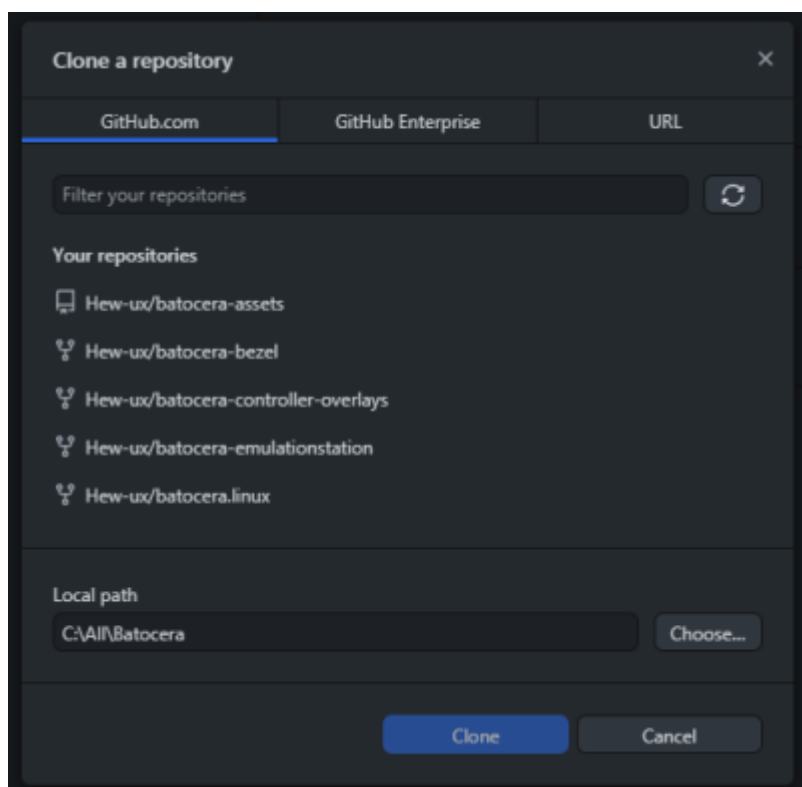 Clone a repository
GitHub.com GitHub Enterprise URL
Filter your repositories
Your repositories
Hew-ux/batocera-assets
Hew-ux/batocera-bezel
Hew-ux/batocera-controller-overlays
Hew-ux/batocera-emulationstation
Hew-ux/batocera.linux
Local path
C:\All\Batocera Choose...
Clone Cancel